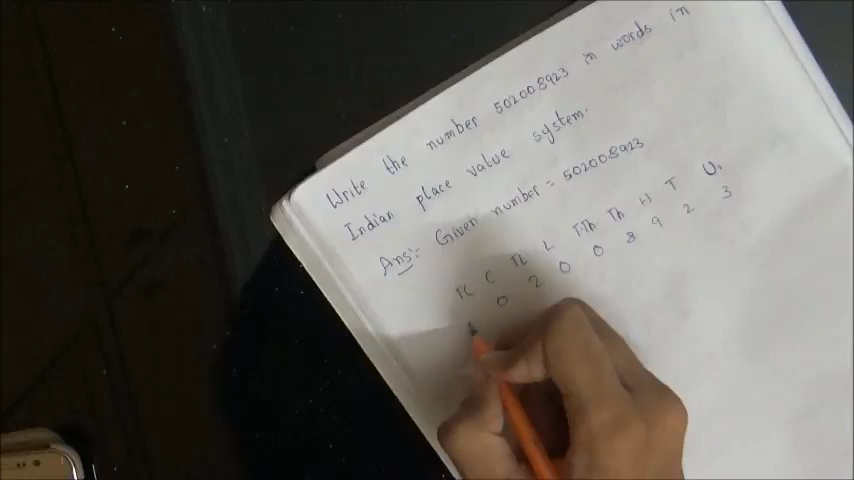 Write the number 502008923 in words in
Indian place value system.
Ans:- Given number = 502008923
TC C TL L T.Th Th H T U.
0 2 0 0 8 9 2 3